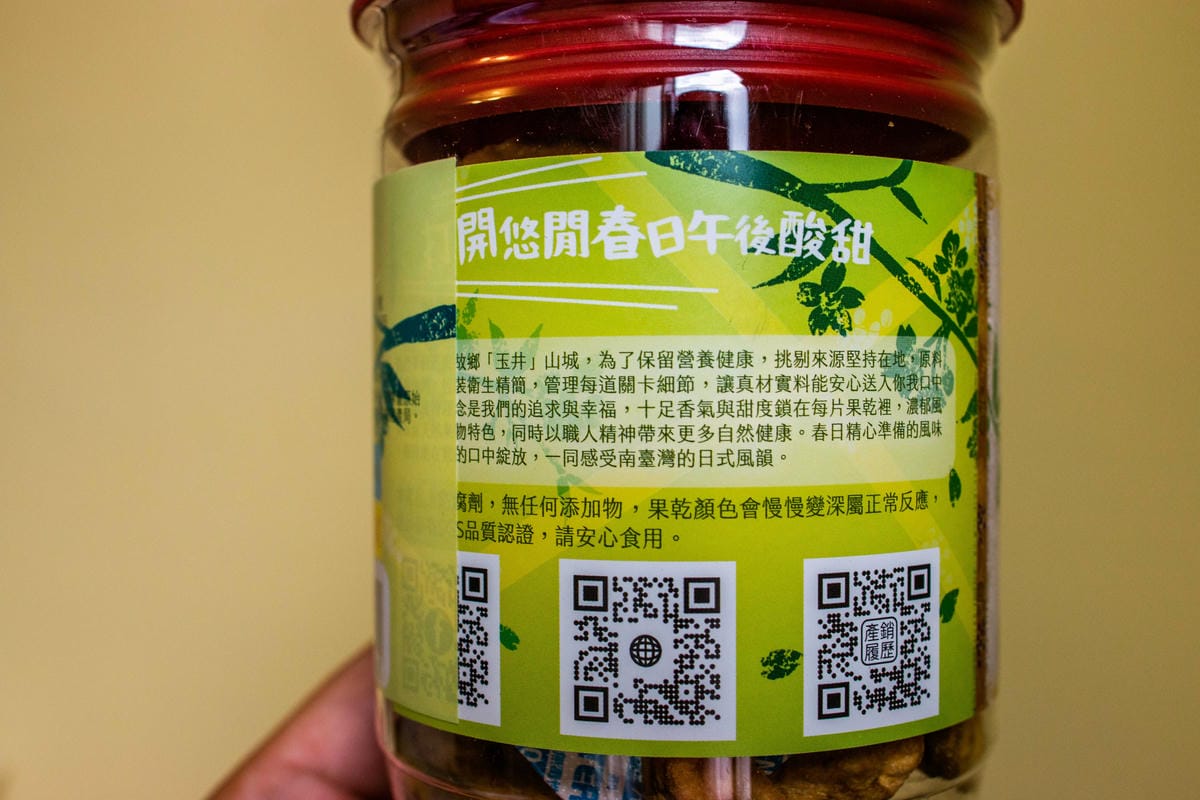 開悠閒春日午後酸甜
故鄉「玉井」山城，為了保留營養健康，挑剔來源堅持在地，原料
裝衛生精簡，管理每道關卡細節，讓真材實料能安心送入你我口中
念是我們的追求與幸福，十足香氣與甜度鎖在每片果乾裡，濃郁風
物特色，同時以職人精神帶來更多自然健康。春日精心準備的風味
的口中綻放，一同感受南臺灣的日式風韻。
腐劑，無任何添加物，果乾顏色會慢慢變深屬正常反應，
S品質認證，請安心食用。
產銷
履歷